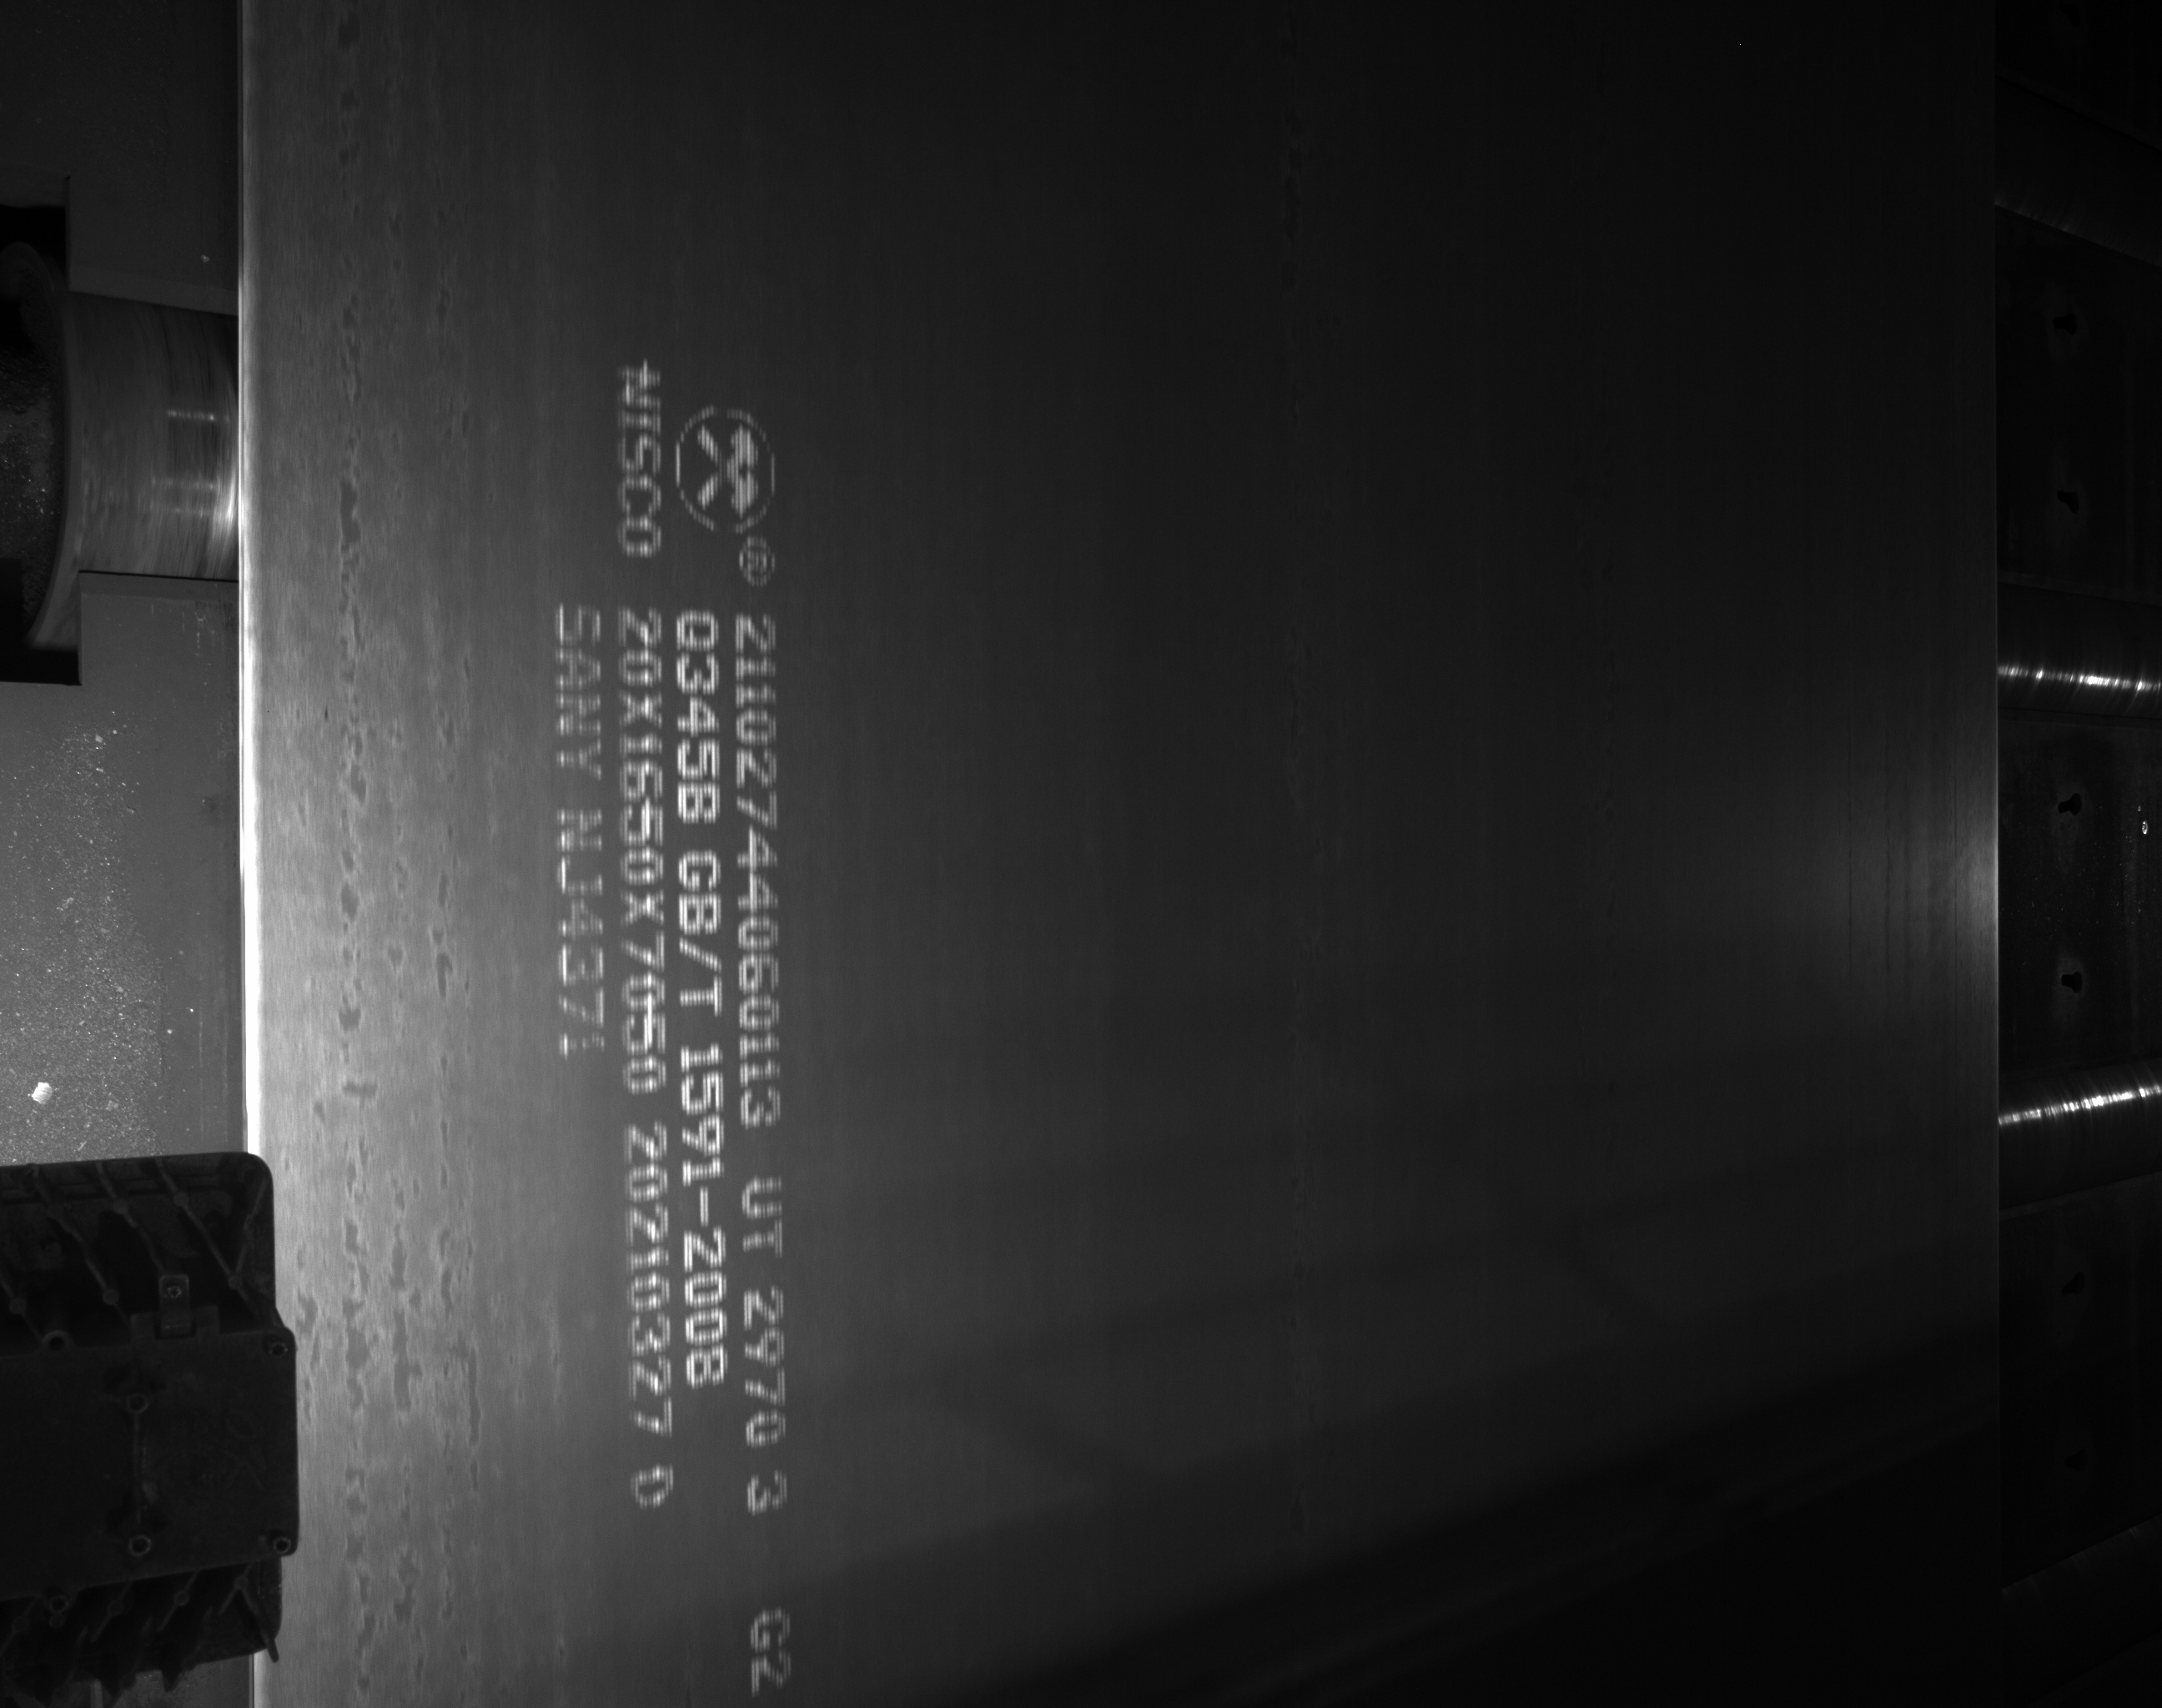 ® 21102744060113 UT 2970 3 G2
Q345B GB/T 1591-2008
NISCO 20X1650X7050 20210327 D
SANY NJ4371